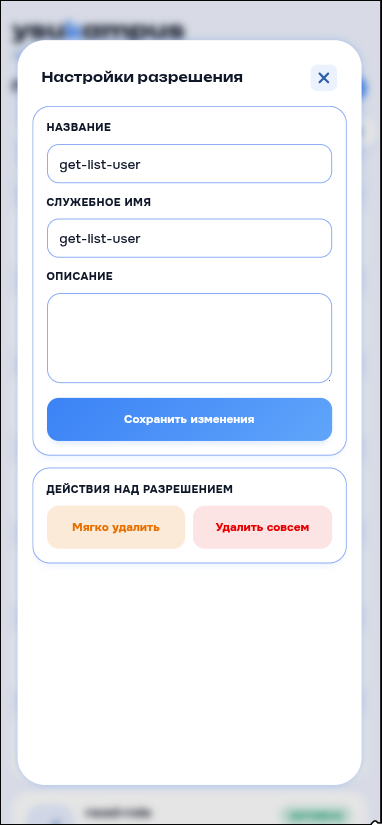 ysukampus
Настройки разрешения
НАЗВАНИЕ
get-list-user
СЛУЖЕБНОЕ ИМЯ
get-list-user
ОПИСАНИЕ
Сохранить изменения
ДЕЙСТВИЯ НАД РАЗРЕШЕНИЕМ
Мягко удалить
Удалить совсем